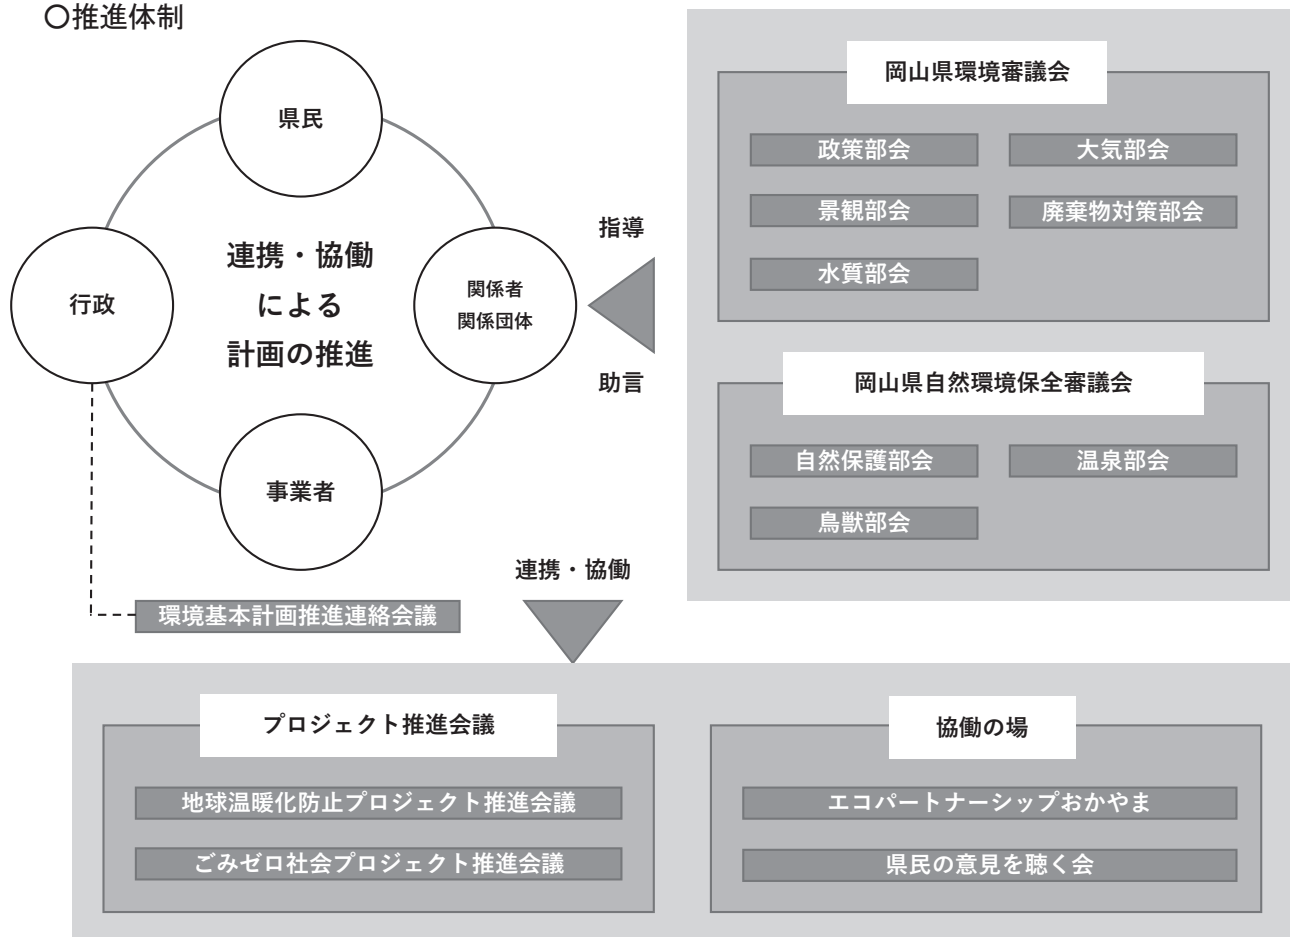 〇推進体制
県民
行政
連携・協働
による
計画の推進
関係者
関係団体
事業者
指導
助言
岡山県環境審議会
政策部会
大気部会
景観部会
廃棄物対策部会
水質部会
岡山県自然環境保全審議会
自然保護部会
温泉部会
鳥獣部会
連携・協働
環境基本計画推進連絡会議
プロジェクト推進会議
地球温暖化防止プロジェクト推進会議
ごみゼロ社会プロジェクト推進会議
協働の場
エコパートナーシップおかやま
県民の意見を聴く会